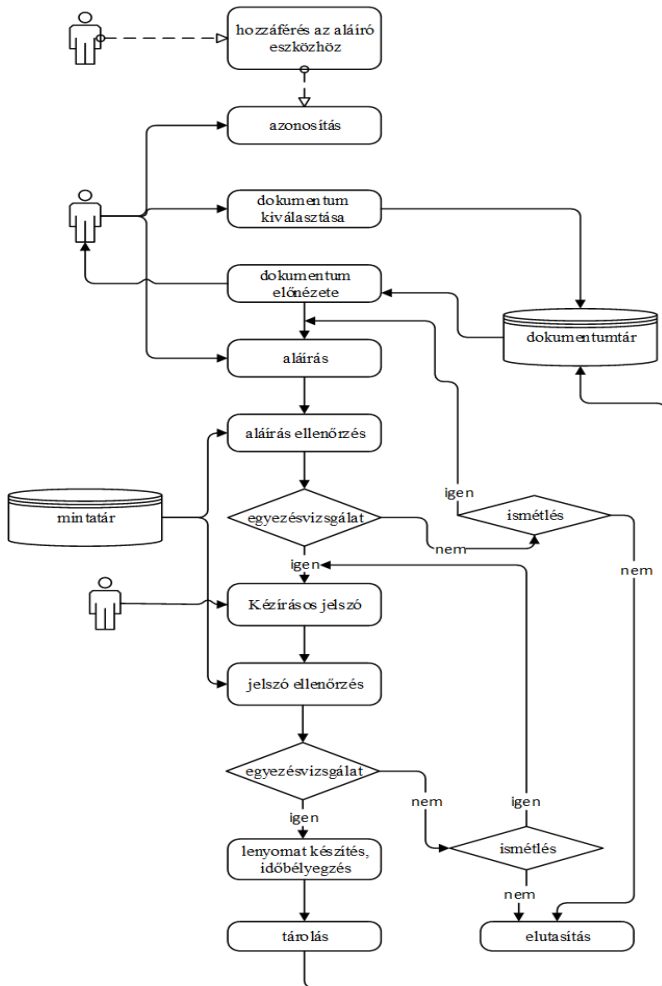 hozzáférés az aláíró
eszközhöz
azonosítás
dokumentum
kiválasztása
dokumentum
előnézete
dokumentumtár
aláírás
aláírás ellenőrzés
igen
mintatár
egyezésvizsgálat
ismétlés
nem
igen
nem
Kézírásos jelszó
jelszó ellenőrzés
egyezésvizsgálat
nem
igen
igen
lenyomat készítés,
időbélyegzés
ismétlés
nem
tárolás
elutasítás